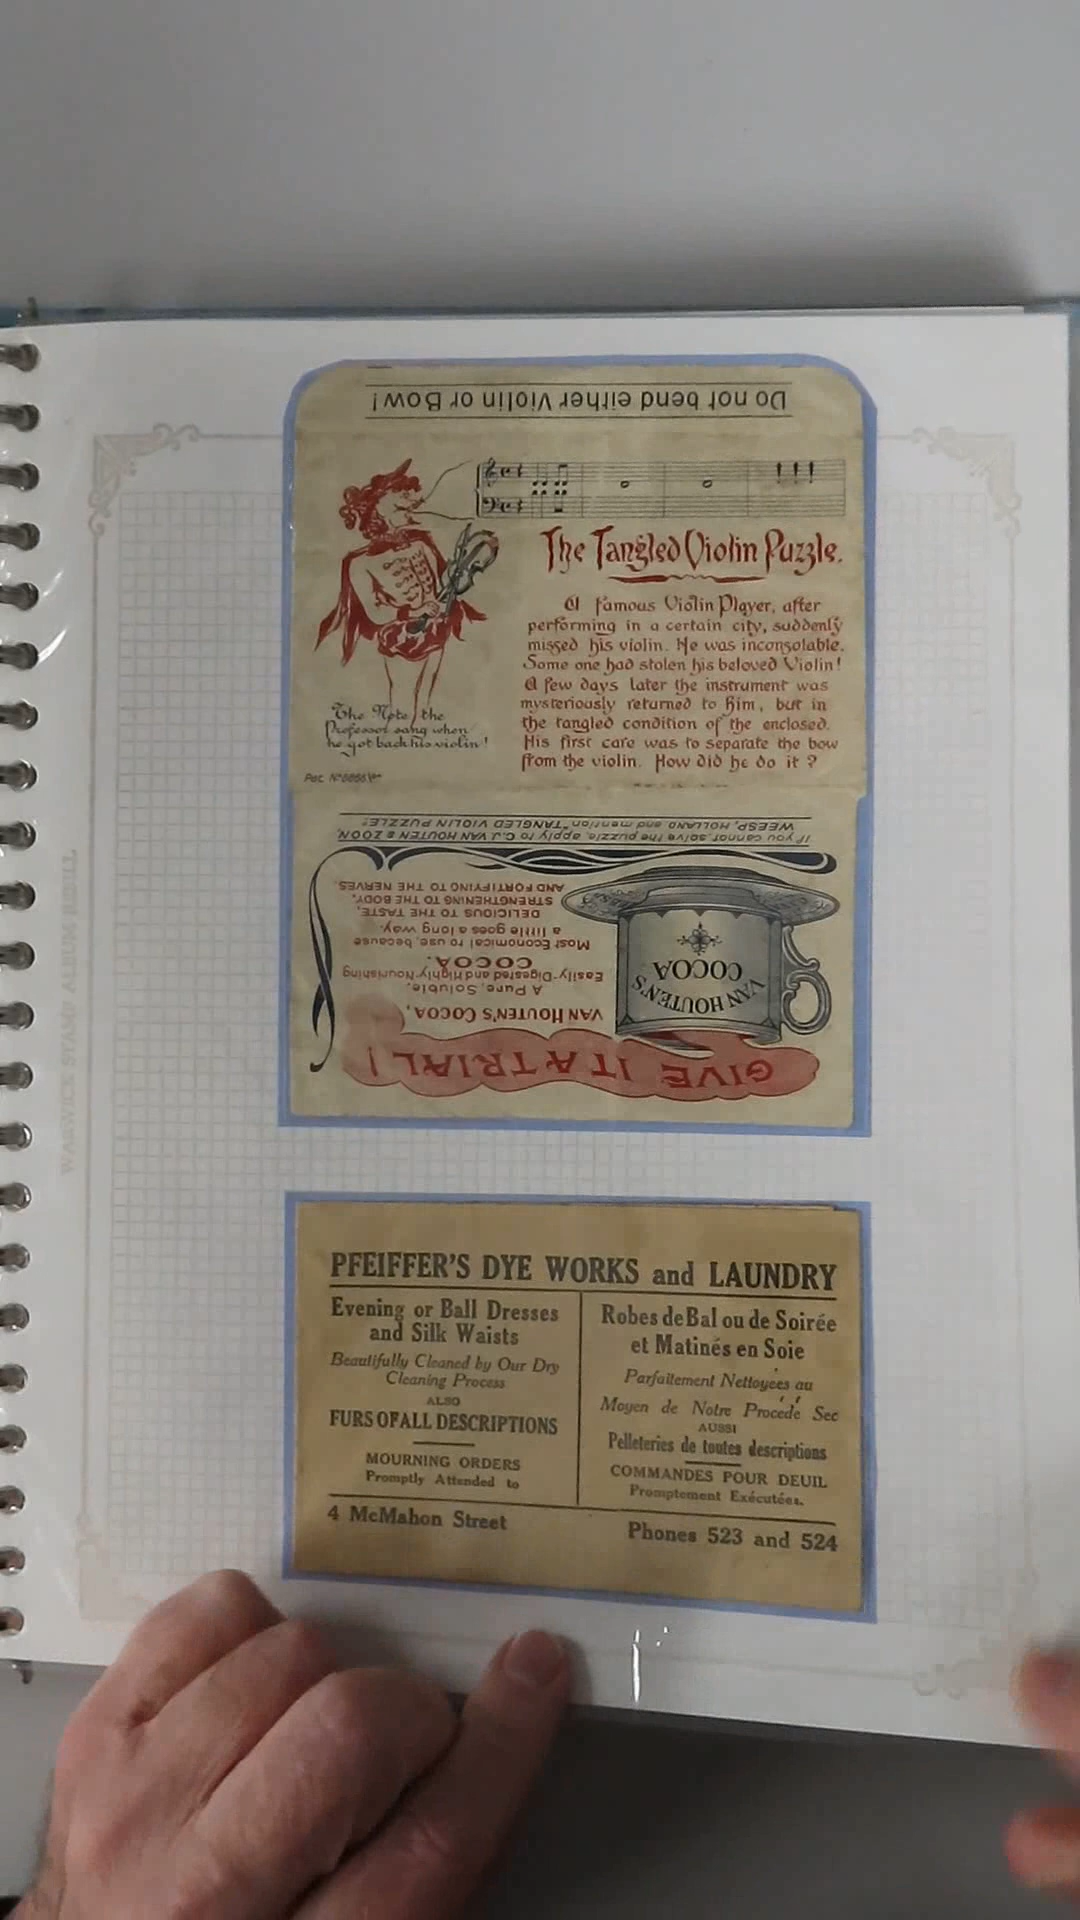 Do not bend either Violin or Bow!
The Tangled Violin Puzzle.
A famous Violin Player, after
performing in a certain city, suddenly
missed his violin. He was inconsolable.
Some one had stolen his beloved Violin!
A few days later the instrument was
mysteriously returned to him, but in
the tangled condition of the enclosed.
His first care was to separate the bow
from the violin. How did he do it?
The Note the
Professor sang when
he got back his violin!
GIVE IT A TRIAL!
VAN HOUTEN'S COCOA,
A Pure, Soluble,
Easily-Digested and Highly-Nourishing
COCOA.
Most Economical to use, because
a little goes a long way.
DELICIOUS TO THE TASTE,
STRENGTHENING TO THE BODY,
AND FORTIFYING TO THE NERVES.
VAN HOUTEN'S
COCOA
If you cannot solve the puzzle, apply to C.J. VAN HOUTEN & ZOON,
WEESP, HOLLAND and mention "TANGLED VIOLIN PUZZLE!
PFEIFFER'S DYE WORKS and LAUNDRY
Evening or Ball Dresses
and Silk Waists
Beautifully Cleaned by Our Dry
Cleaning Process
ALSO
FURS OF ALL DESCRIPTIONS
MOURNING ORDERS
Promptly Attended to
Robes de Bal ou de Soirée
et Matinés en Soie
Parfaitement Nettoyées au
Moyen de Notre Procédé Sec
AUSSI
Pelleteries de toutes descriptions
COMMANDES POUR DEUIL
Promptement Exécutées.
4 McMahon Street
Phones 523 and 524